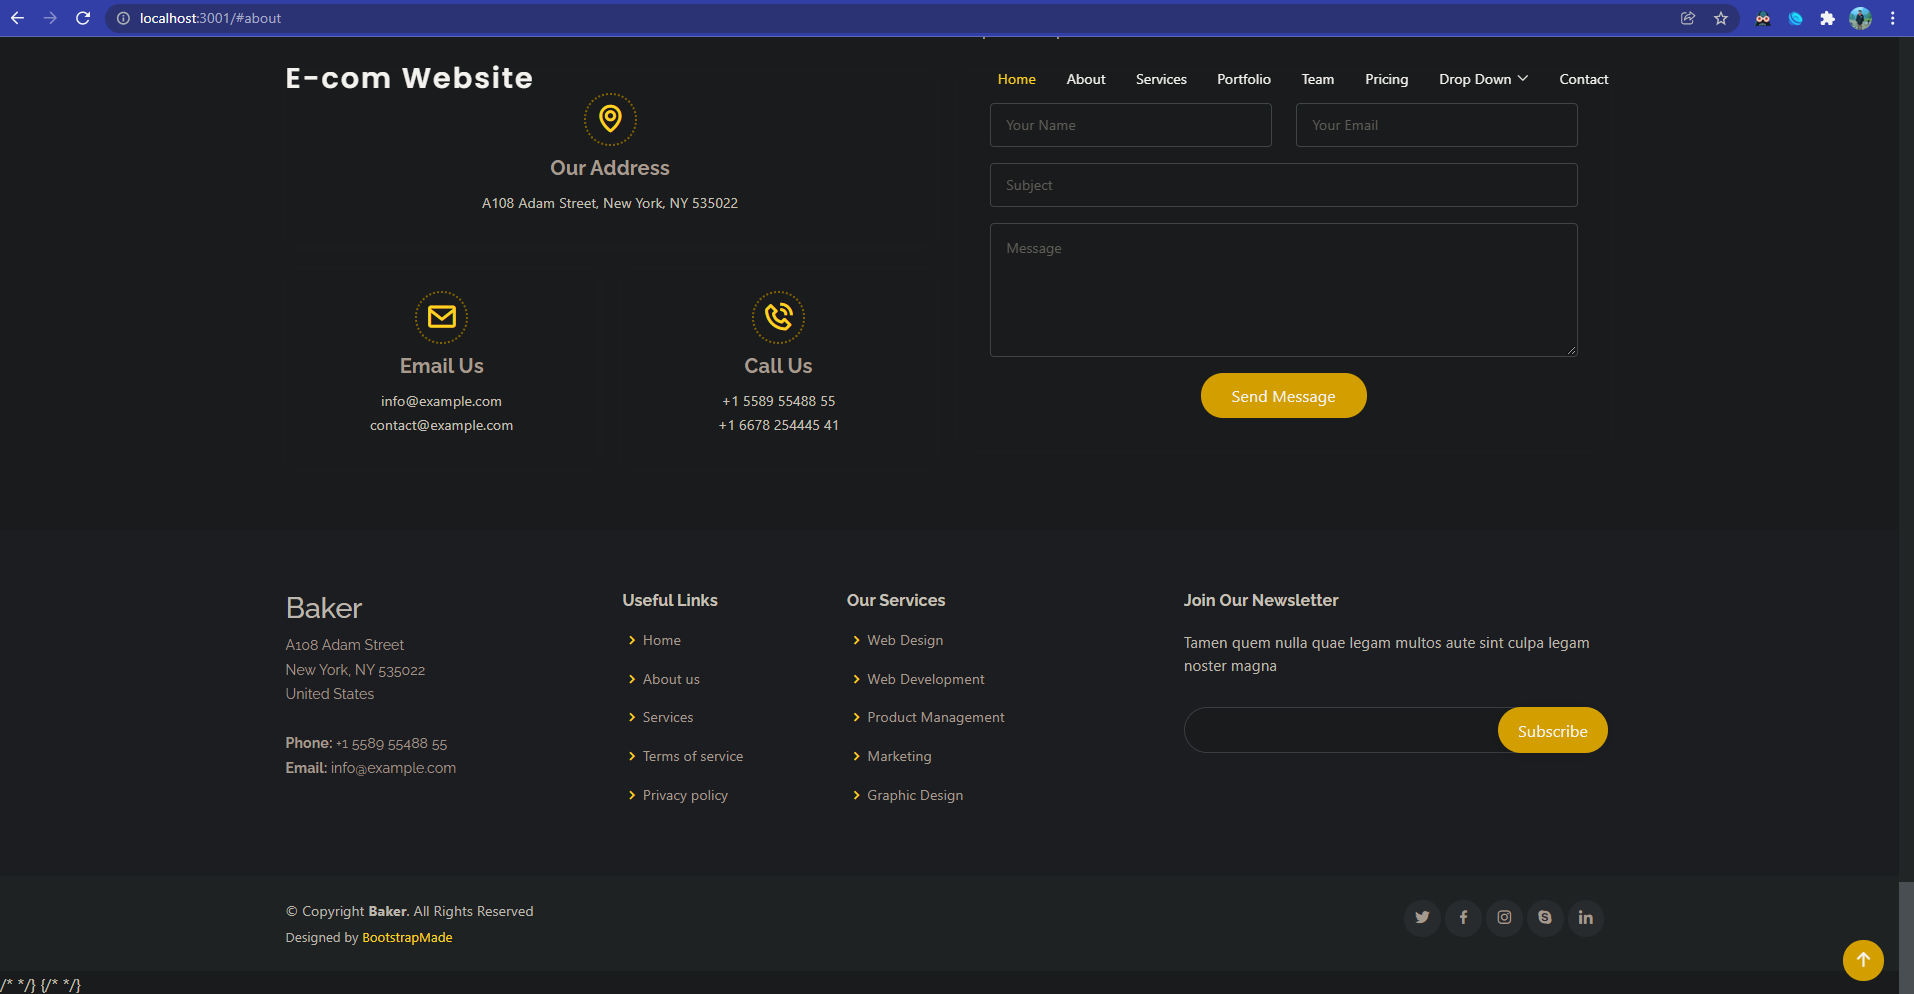 localhost:3001/#about
E-com Website
Home About Services Portfolio Team Pricing Drop Down Contact
Our Address
A108 Adam Street, New York, NY 535022
Email Us
info@example.com
contact@example.com
Call Us
+1 5589 55488 55
+1 6678 254445 41
Your Name
Your Email
Subject
Message
Send Message
Baker
A108 Adam Street
New York, NY 535022
United States
Phone: +1 5589 55488 55
Email: info@example.com
Useful Links
Home
About us
Services
Terms of service
Privacy policy
Our Services
Web Design
Web Development
Product Management
Marketing
Graphic Design
Join Our Newsletter
Tamen quem nulla quae legam multos aute sint culpa legam
noster magna
Subscribe
© Copyright Baker. All Rights Reserved
Designed by BootstrapMade
/* */} {/* */}